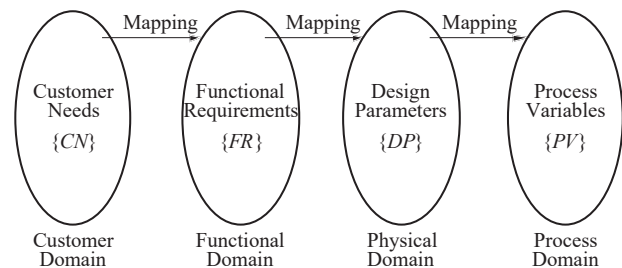 Mapping Mapping Mapping
Customer Needs
{CN}
Functional Requirements
{FR}
Design Parameters
{DP}
Process Variables
{PV}
Customer Domain
Functional Domain
Physical Domain
Process Domain